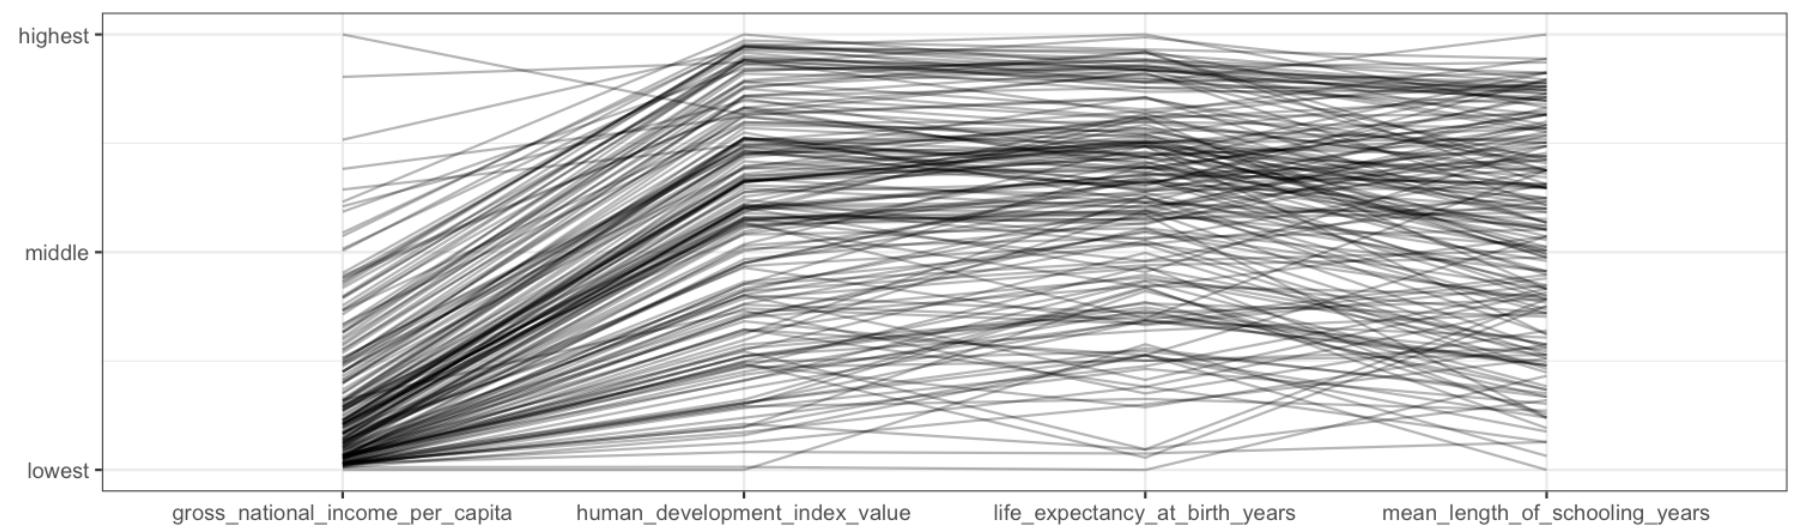 highest
middle
lowest
gross_national_income_per_capita
human_development_index_value
life_expectancy_at_birth_years
mean_length_of_schooling_years